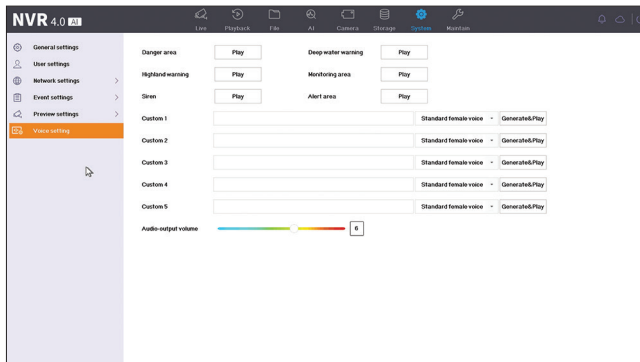 NVR 4.0 AI
Live Playback File AI Camera Storage System Maintain
General settings
User settings
Network settings
Event settings
Preview settings
Voice setting
Danger area Play Deep water warning Play
Highland warning Play Monitoring area Play
Siren Play Alert area Play
Custom 1 Standard female voice Generate&Play
Custom 2 Standard female voice Generate&Play
Custom 3 Standard female voice Generate&Play
Custom 4 Standard female voice Generate&Play
Custom 5 Standard female voice Generate&Play
Audio-output volume 6